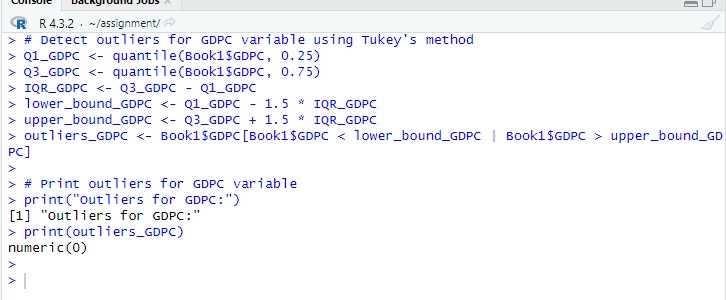 Console Background Jobs ×
R 4.3.2 · ~/assignment/
> # Detect outliers for GDPC variable using Tukey's method
> Q1_GDPC <- quantile(Book1$GDPC, 0.25)
> Q3_GDPC <- quantile(Book1$GDPC, 0.75)
> IQR_GDPC <- Q3_GDPC - Q1_GDPC
> lower_bound_GDPC <- Q1_GDPC - 1.5 * IQR_GDPC
> upper_bound_GDPC <- Q3_GDPC + 1.5 * IQR_GDPC
> outliers_GDPC <- Book1$GDPC[Book1$GDPC < lower_bound_GDPC | Book1$GDPC > upper_bound_GD
PC]
>
> # Print outliers for GDPC variable
> print("Outliers for GDPC:")
[1] "Outliers for GDPC:"
> print(outliers_GDPC)
numeric(0)
>
>